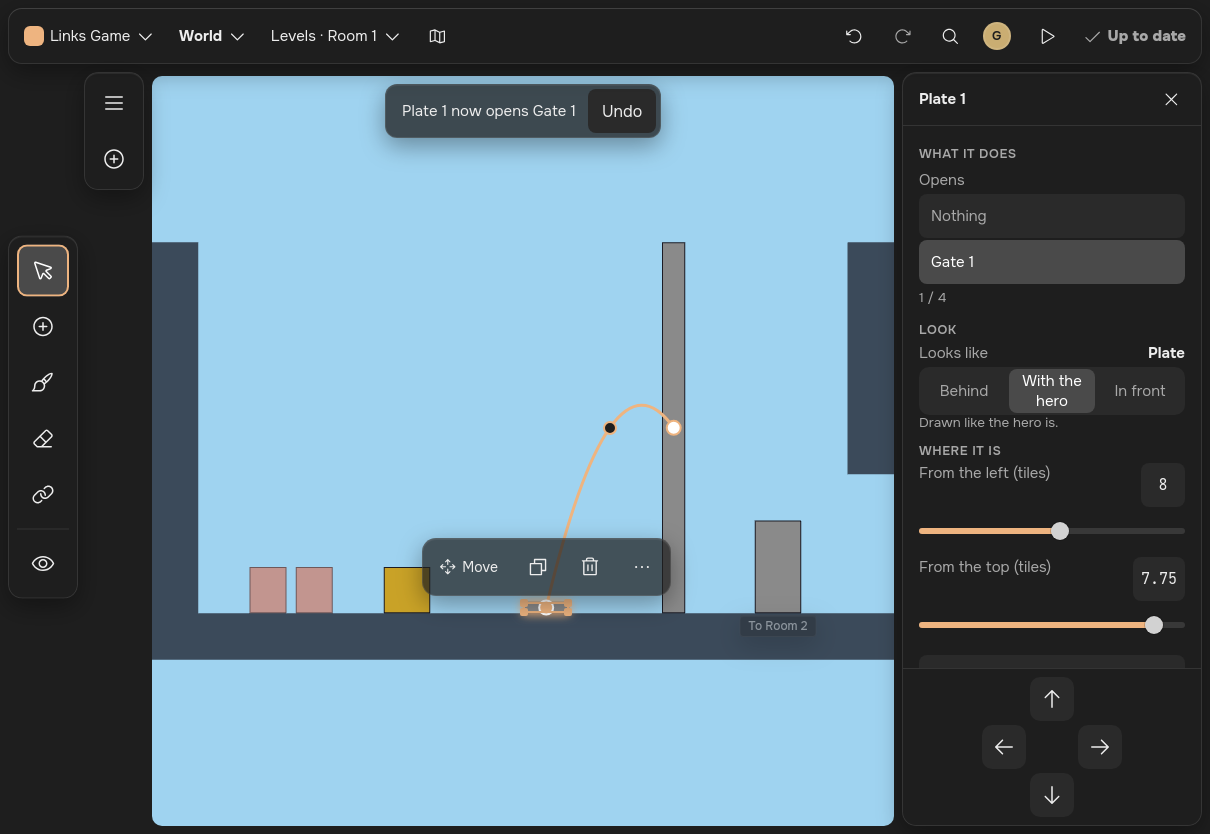 Links Game
World
Levels · Room 1
G
Up to date
Plate 1 now opens Gate 1
Undo
Move
To Room 2
Plate 1
WHAT IT DOES
Opens
Nothing
Gate 1
1 / 4
LOOK
Looks like
Plate
Behind
With the
hero
In front
Drawn like the hero is.
WHERE IT IS
From the left (tiles)
8
From the top (tiles)
7.75